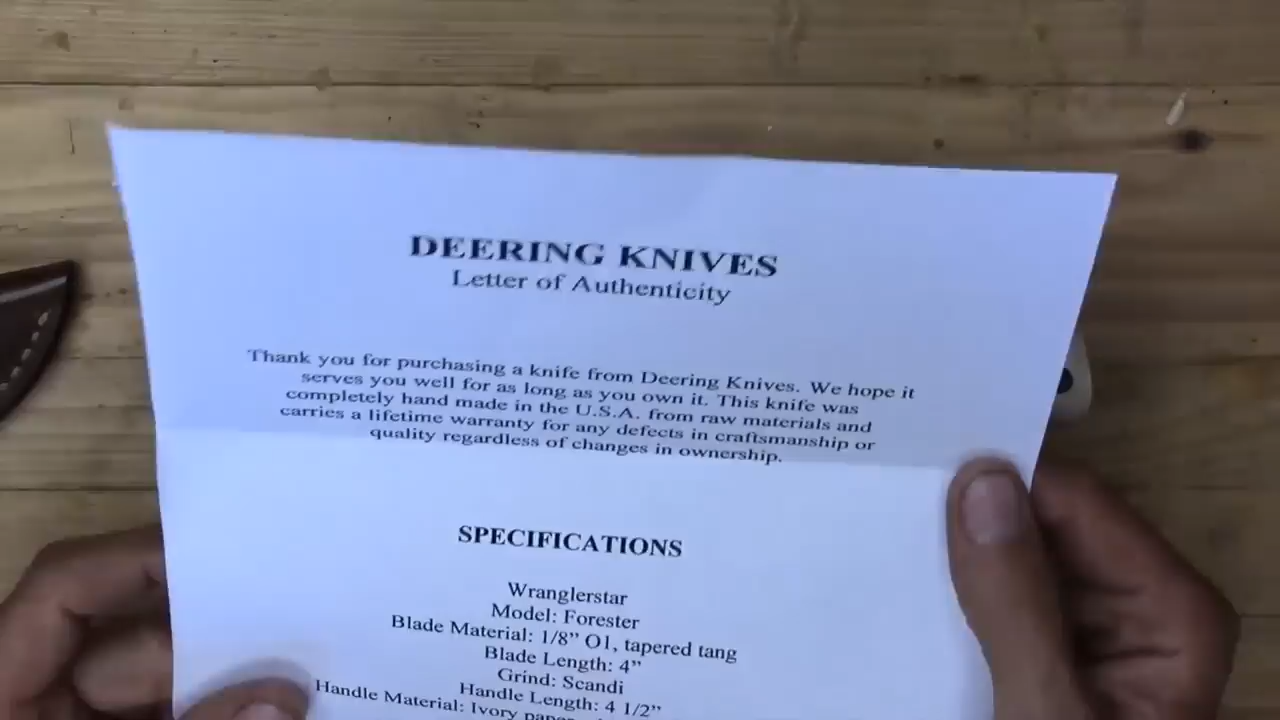 DEERING KNIVES
Letter of Authenticity
Thank you for purchasing a knife from Deering Knives. We hope it
serves you well for as long as you own it. This knife was
completely hand made in the U.S.A. from raw materials and
carries a lifetime warranty for any defects in craftsmanship or
quality regardless of changes in ownership.
SPECIFICATIONS
Wranglerstar
Model: Forester
Blade Material: 1/8” O1, tapered tang
Blade Length: 4”
Grind: Scandi
Handle Length: 4 1/2”
Handle Material: Ivory